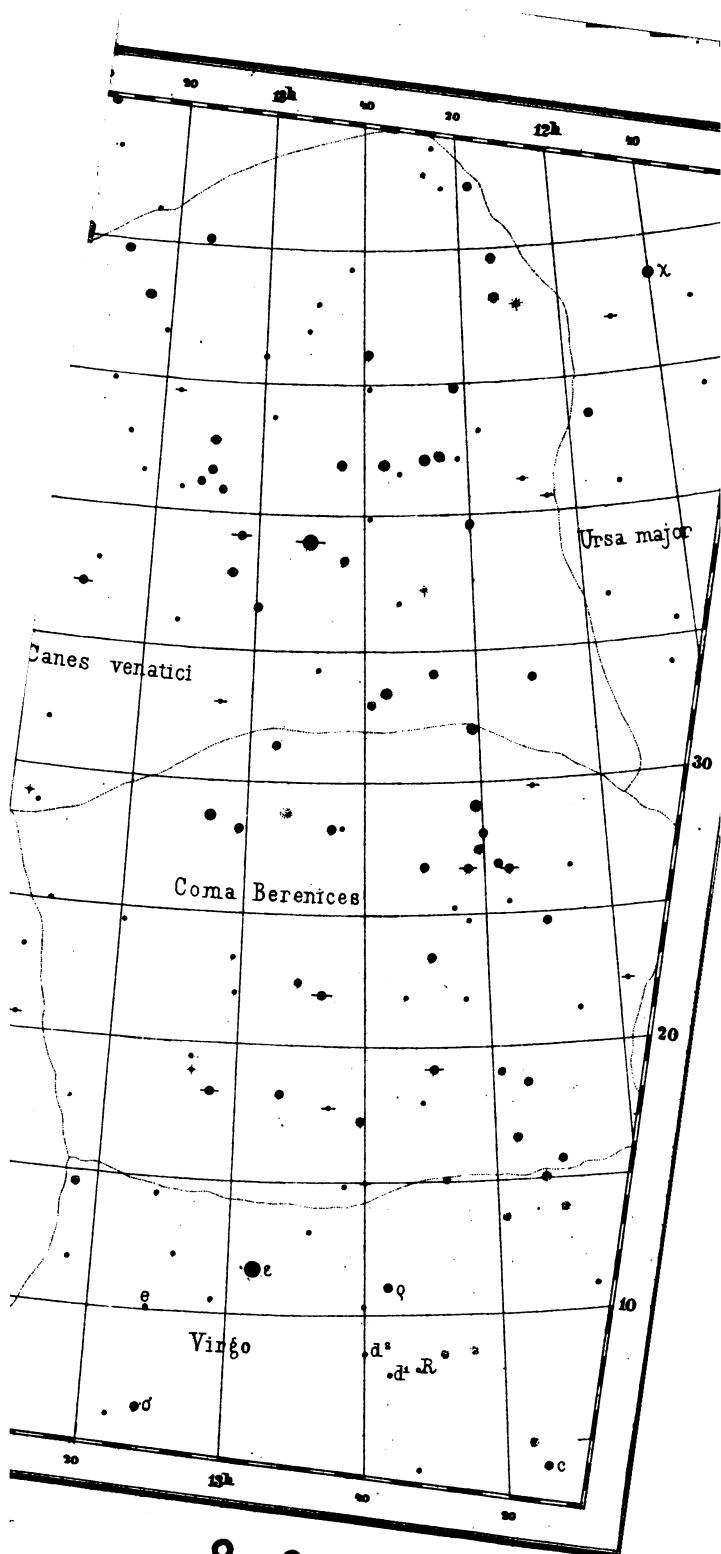 20 13h 40 20 12h 40
χ
Ursa major
Canes venatici
30
Coma Berenices
20
ε
ρ
e
10
Virgo
d²
d¹ R
σ
c
20 13h 40 20